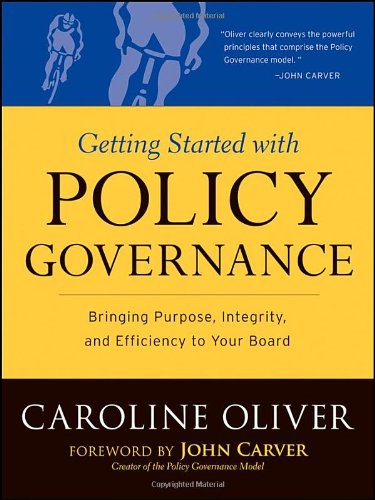 "Oliver clearly conveys the powerful
principles that comprise the Policy
Governance model."
—JOHN CARVER
Getting Started with
POLICY
GOVERNANCE
Bringing Purpose, Integrity,
and Efficiency to Your Board
CAROLINE OLIVER
FOREWORD BY JOHN CARVER
Creator of the Policy Governance Model